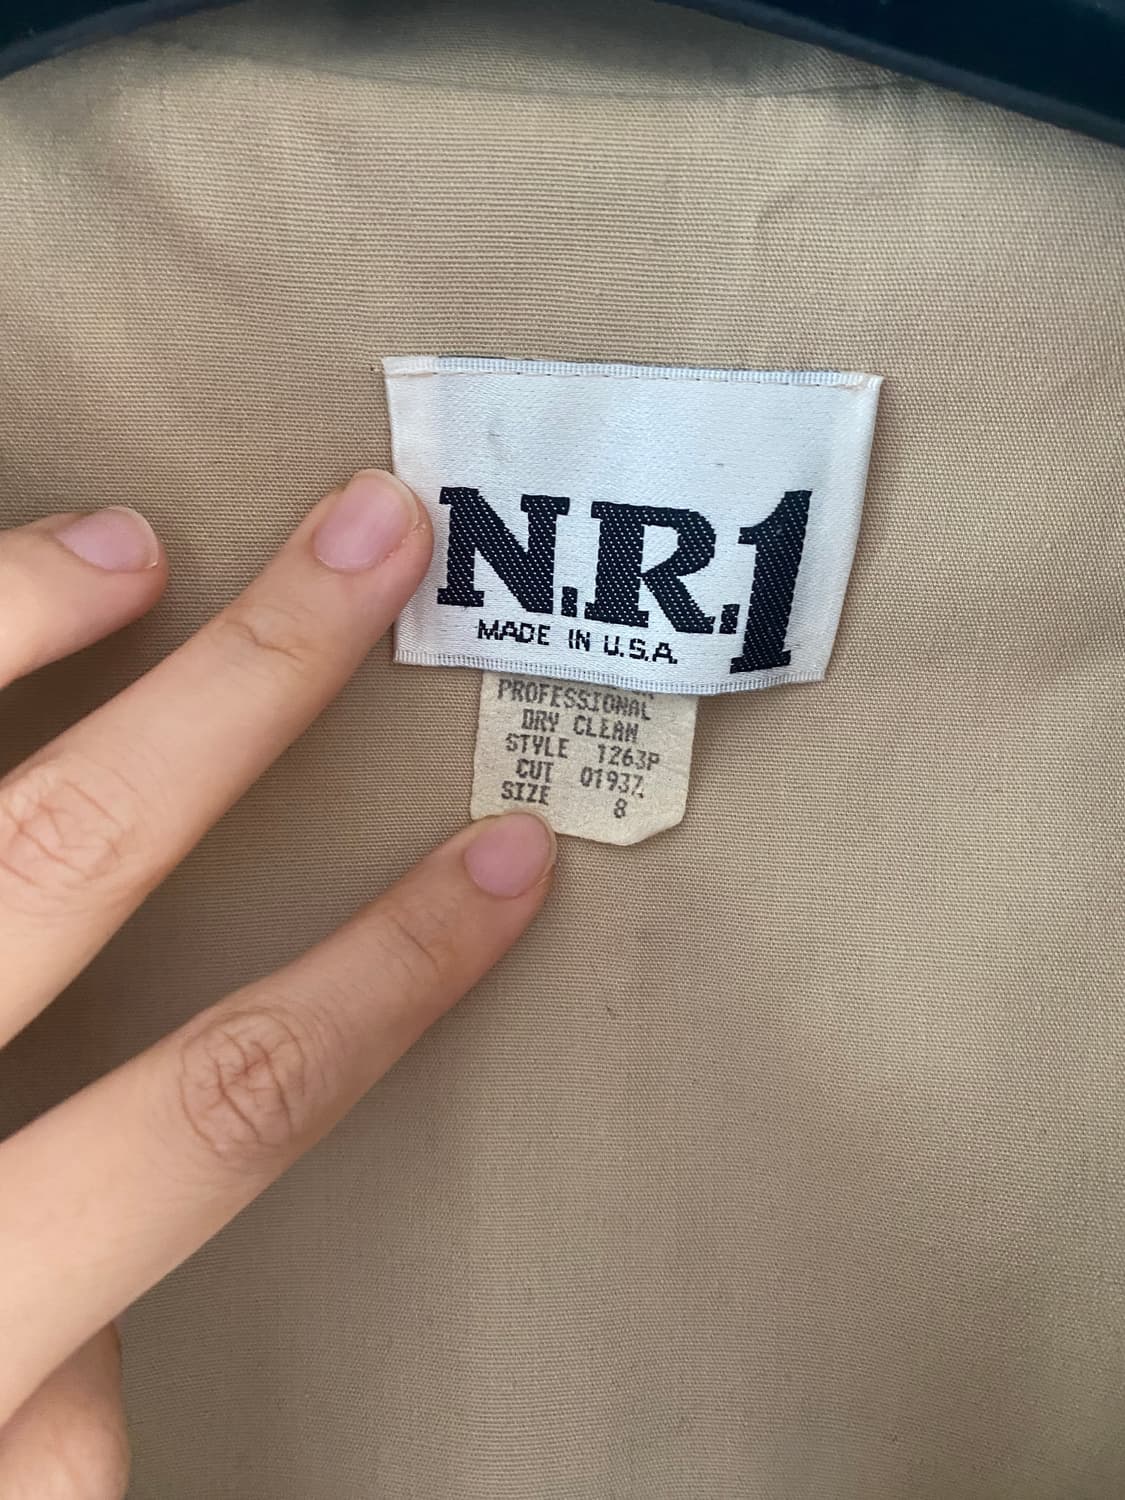 N.R.1
MADE IN U.S.A.
PROFESSIONAL
DRY CLEAN
STYLE 1263P
CUT 01937
SIZE 8